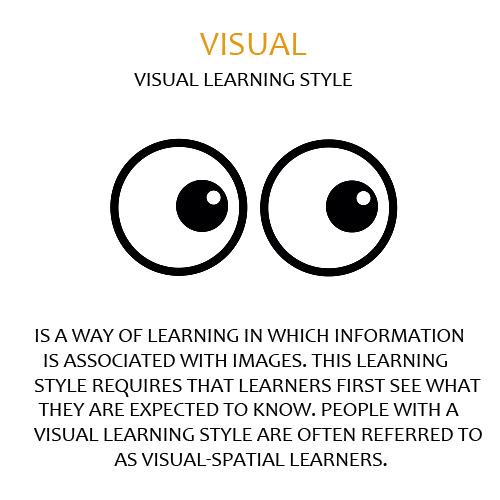 VISUAL
VISUAL LEARNING STYLE
IS A WAY OF LEARNING IN WHICH INFORMATION
IS ASSOCIATED WITH IMAGES. THIS LEARNING
STYLE REQUIRES THAT LEARNERS FIRST SEE WHAT
THEY ARE EXPECTED TO KNOW. PEOPLE WITH A
VISUAL LEARNING STYLE ARE OFTEN REFERRED TO
AS VISUAL-SPATIAL LEARNERS.